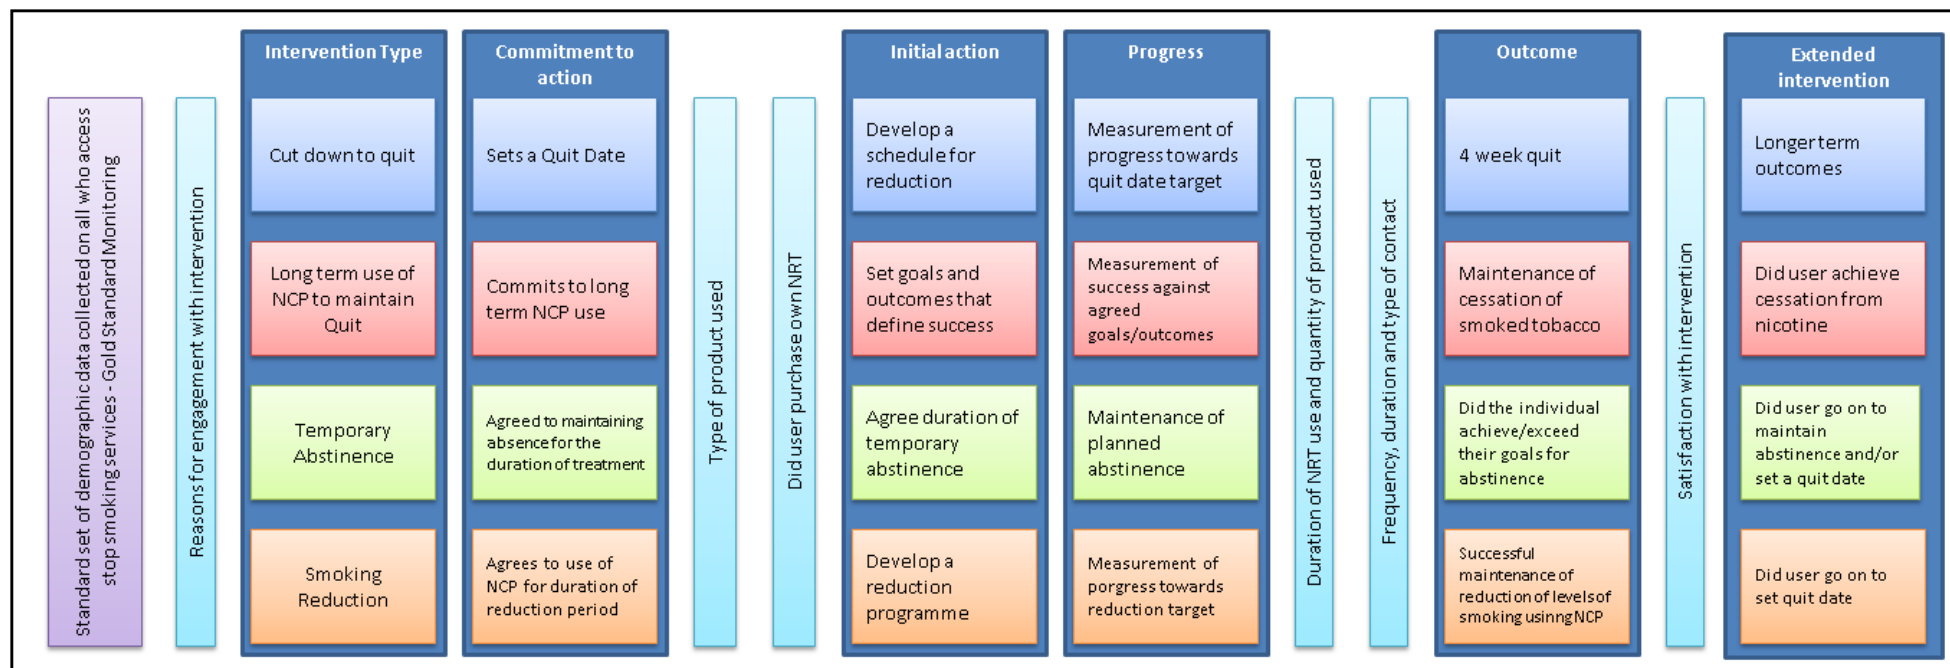 Standard set of demographic data collected on all who access
stop smoking services - Gold Standard Monitoring
Reasons for engagement with intervention
Intervention Type
Cut down to quit
Long term use of
NCP to maintain
Quit
Temporary
Abstinence
Smoking
Reduction
Commitment to
action
Sets a Quit Date
Commits to long
term NCP use
Agreed to maintaining
absence for the
duration of treatment
Agrees to use of
NCP for duration of
reduction period
Type of product used
Did user purchase own NRT
Initial action
Develop a
schedule for
reduction
Set goals and
outcomes that
define success
Agree duration of
temporary
abstinence
Develop a
reduction
programme
Progress
Measurement of
progress towards
quit date target
Measurement of
success against
agreed
goals/outcomes
Maintenance of
planned
abstinence
Measurement of
porgress towards
reduction target
Duration of NRT use and quantity of product used
Frequency, duration and type of contact
Outcome
4 week quit
Maintenance of
cessation of
smoked tobacco
Did the individual
achieve/exceed
their goals for
abstinence
Successful
maintenance of
reduction of levels of
smoking usinng NCP
Satisfaction with intervention
Extended
intervention
Longer term
outcomes
Did user achieve
cessation from
nicotine
Did user go on to
maintain
abstinence and/or
set a quit date
Did user go on to
set quit date